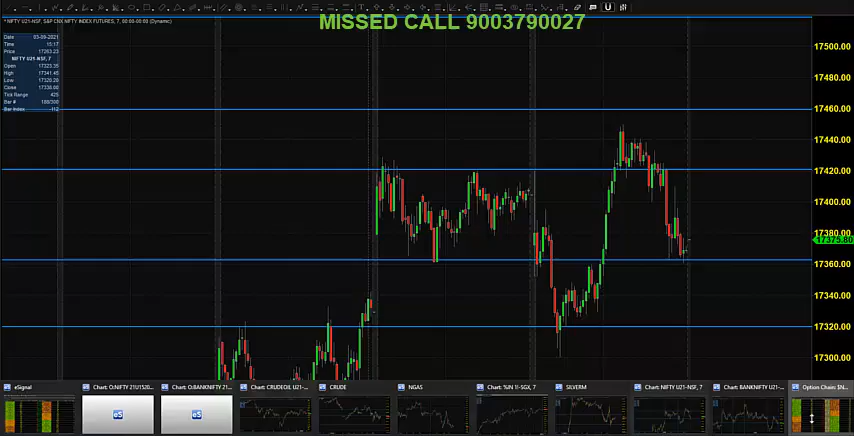 *:NIFTY U21-NSF, S&P CNX NIFTY INDEX FUTURES, 7, 00:00-00:00 (Dynamic)
MISSED CALL 9003790027
Date 03-09-2021
Time 15:17
Price 17263.23
NIFTY U21-NSF, 7
Open 17323.35
High 17341.45
Low 17320.20
Close 17338.00
Tick Range 425
Bar # 188/300
Bar Index -112
17500.00
17480.00
17460.00
17440.00
17420.00
17400.00
17380.00
17375.80
17360.00
17340.00
17320.00
17300.00
eSignal
Chart: O:NIFTY 21U1520...
Chart: O:BANKNIFTY 21...
Chart: CRUDEOIL U21-...
CRUDE
NGAS
Chart: %IN 1!-SGX, 7
SILVERM
Chart: NIFTY U21-NSF, 7
Chart: BANKNIFTY U21-...
Option Chains $N...
eS
eS